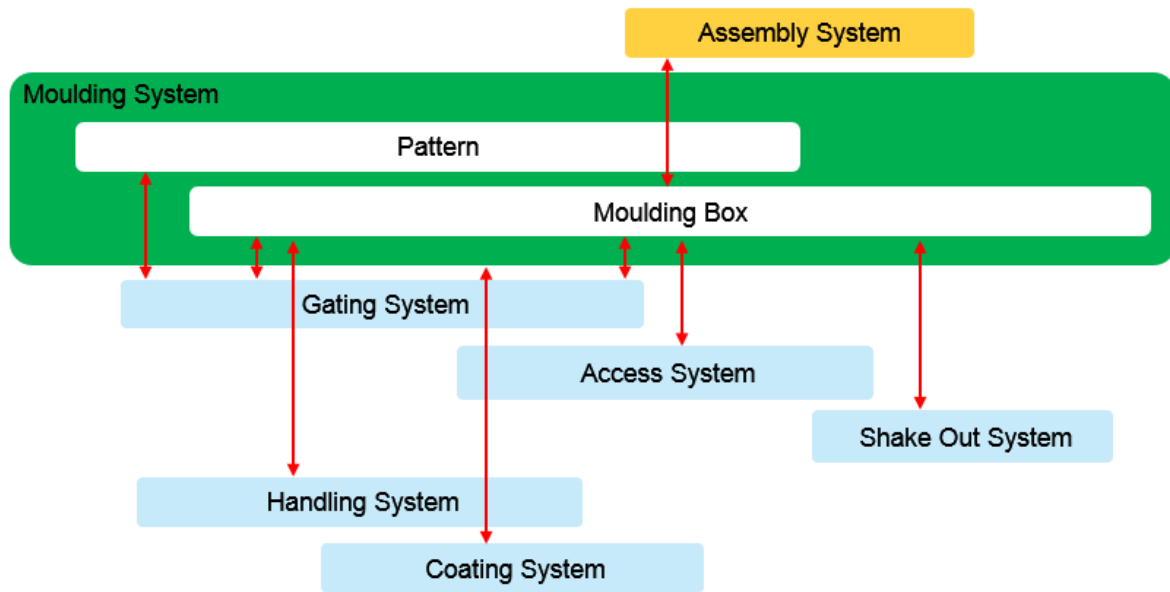 Assembly System
Moulding System
Pattern
Moulding Box
Gating System
Access System
Shake Out System
Handling System
Coating System